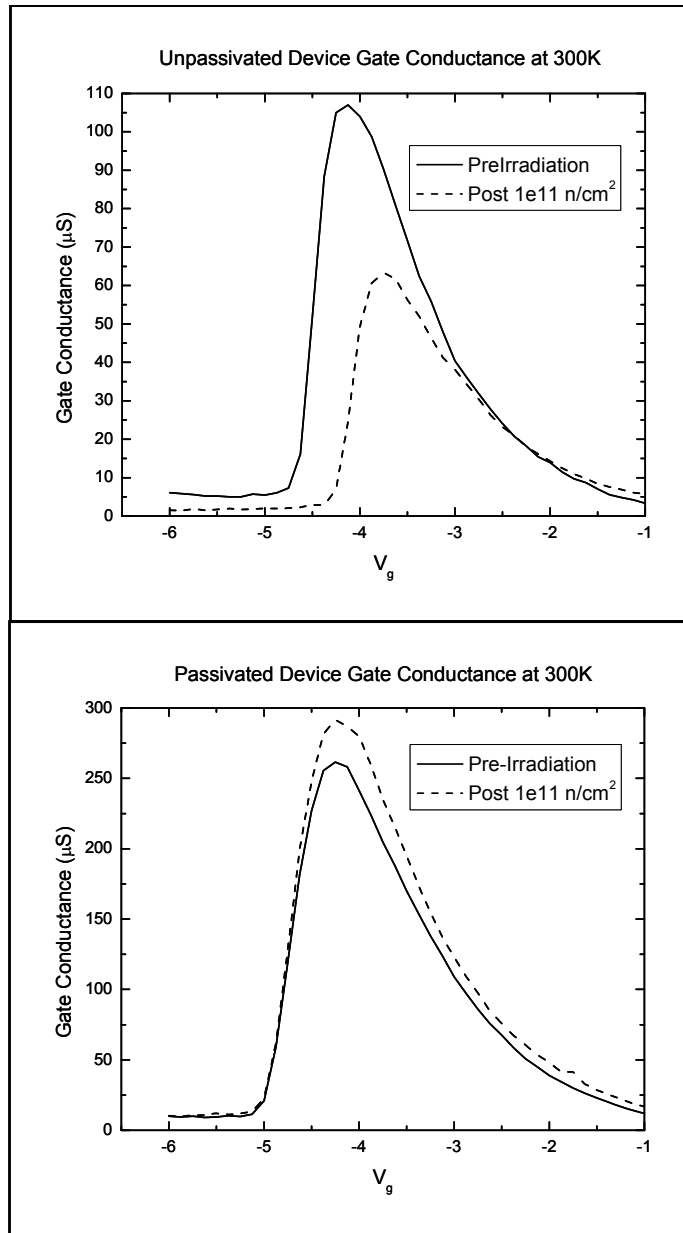 Unpassivated Device Gate Conductance at 300K
110
100
90
80
70
60
50
40
30
20
10
0
Gate Conductance (μS)
PreIrradiation
Post 1e11 n/cm²
-6 -5 -4 -3 -2 -1
V_g
Passivated Device Gate Conductance at 300K
300
250
200
150
100
50
0
Gate Conductance (μS)
Pre-Irradiation
Post 1e11 n/cm²
-6 -5 -4 -3 -2 -1
V_g